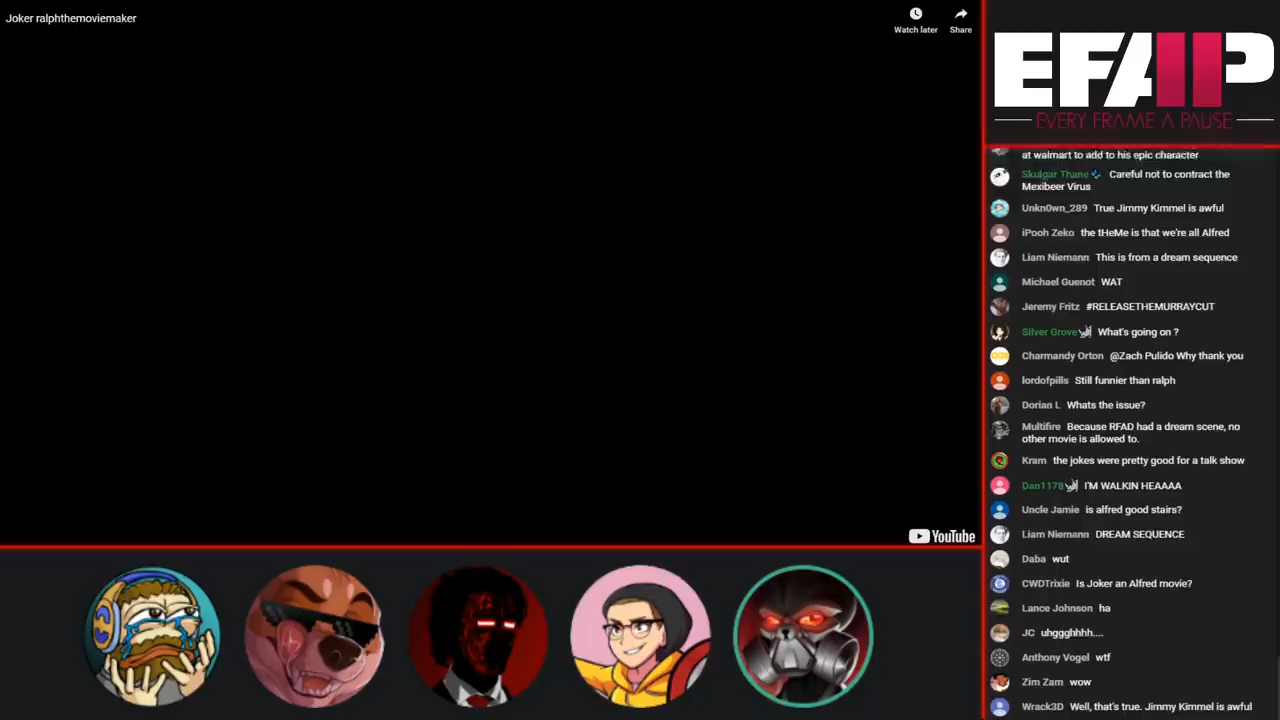 Joker ralphthemoviemaker
Watch later
Share
EFAP
EVERY FRAME A PAUSE
at walmart to add to his epic character
Skulgar Thane Careful not to contract the
Mexibeer Virus
Unkn0wn_289 True Jimmy Kimmel is awful
iPooh Zeko the tHeMe is that we're all Alfred
Liam Niemann This is from a dream sequence
Michael Guenot WAT
Jeremy Fritz #RELEASETHEMURRAYCUT
Silver Grove What's going on ?
Charmandy Orton @Zach Pulido Why thank you
lordofpills Still funnier than ralph
Dorian L Whats the issue?
Multifire Because RFAD had a dream scene, no
other movie is allowed to.
Kram the jokes were pretty good for a talk show
Dan1178 I'M WALKIN HEAAAA
Uncle Jamie is alfred good stairs?
Liam Niemann DREAM SEQUENCE
Daba wut
CWDTrixie Is Joker an Alfred movie?
Lance Johnson ha
JC uhggghhhh....
Anthony Vogel wtf
Zim Zam wow
Wrack3D Well, that's true. Jimmy Kimmel is awful
YouTube